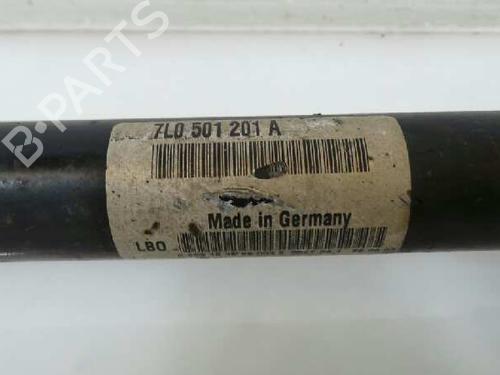 7L0 501 201 A
Made in Germany
LBO
B-PARTS